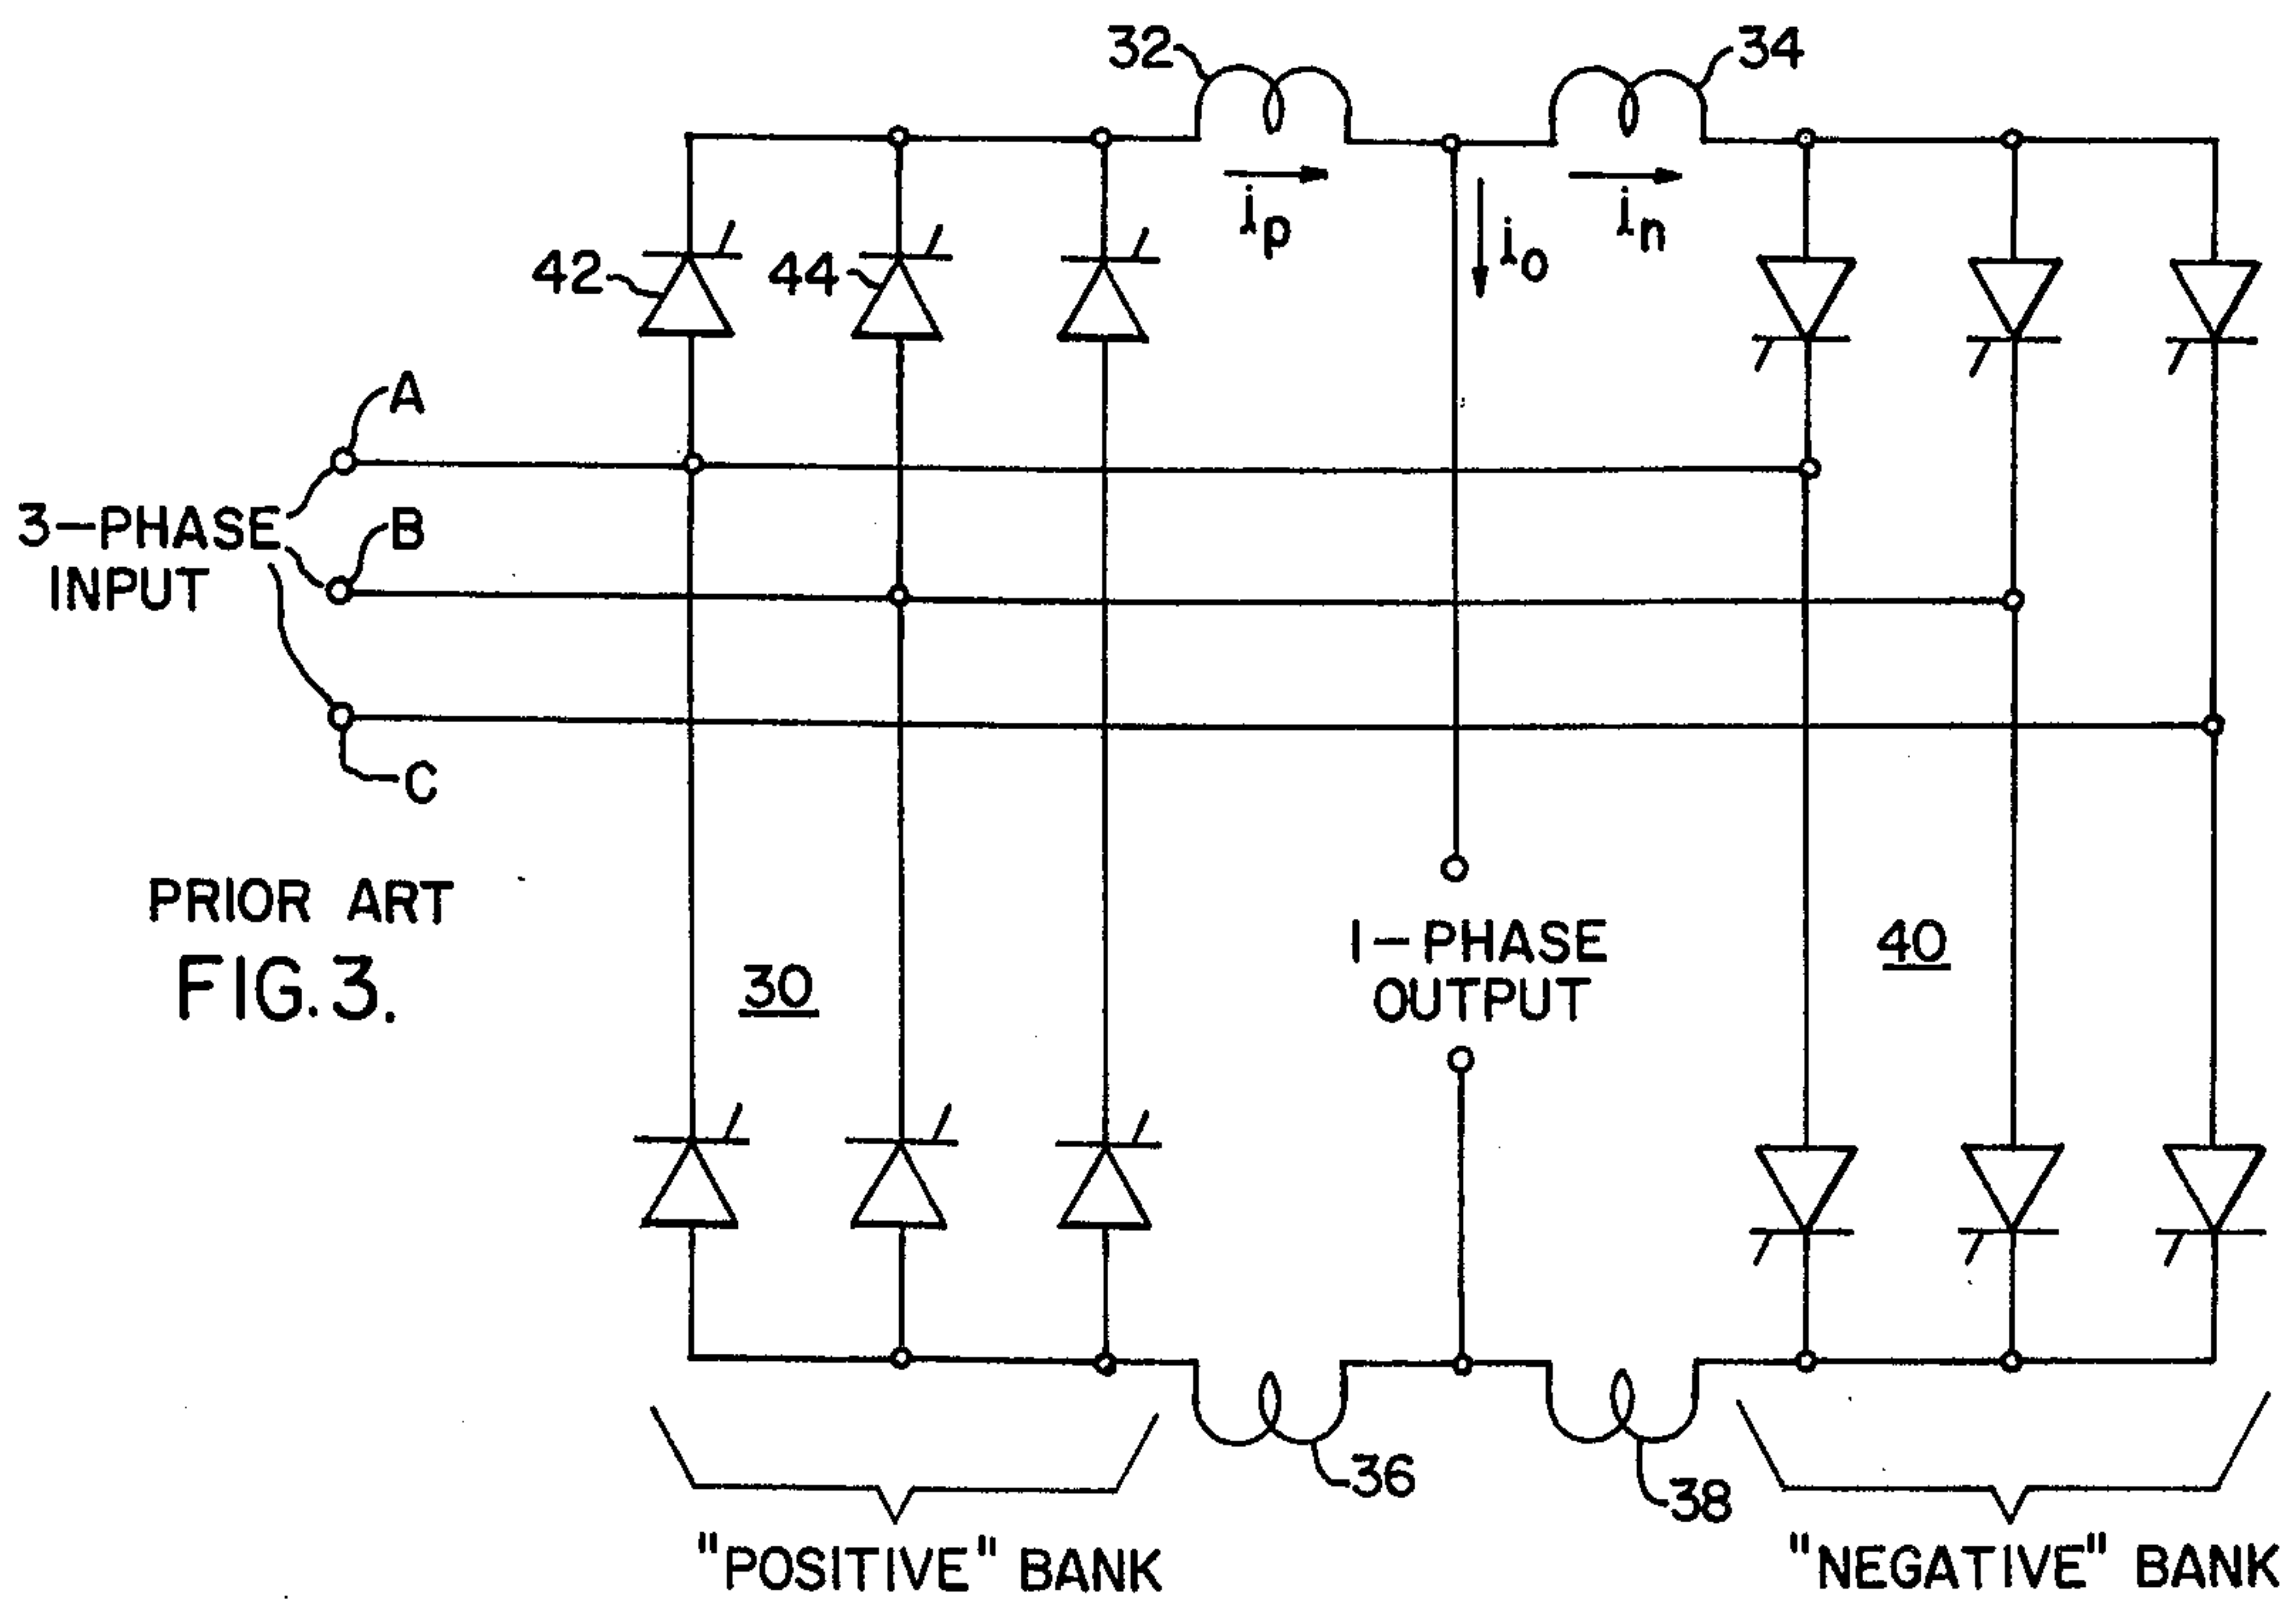 32
34
i_p
i_o
i_n
42
44
A
3-PHASE
INPUT
B
C
PRIOR ART
FIG. 3.
30
1-PHASE
OUTPUT
40
36
38
"POSITIVE" BANK
"NEGATIVE" BANK